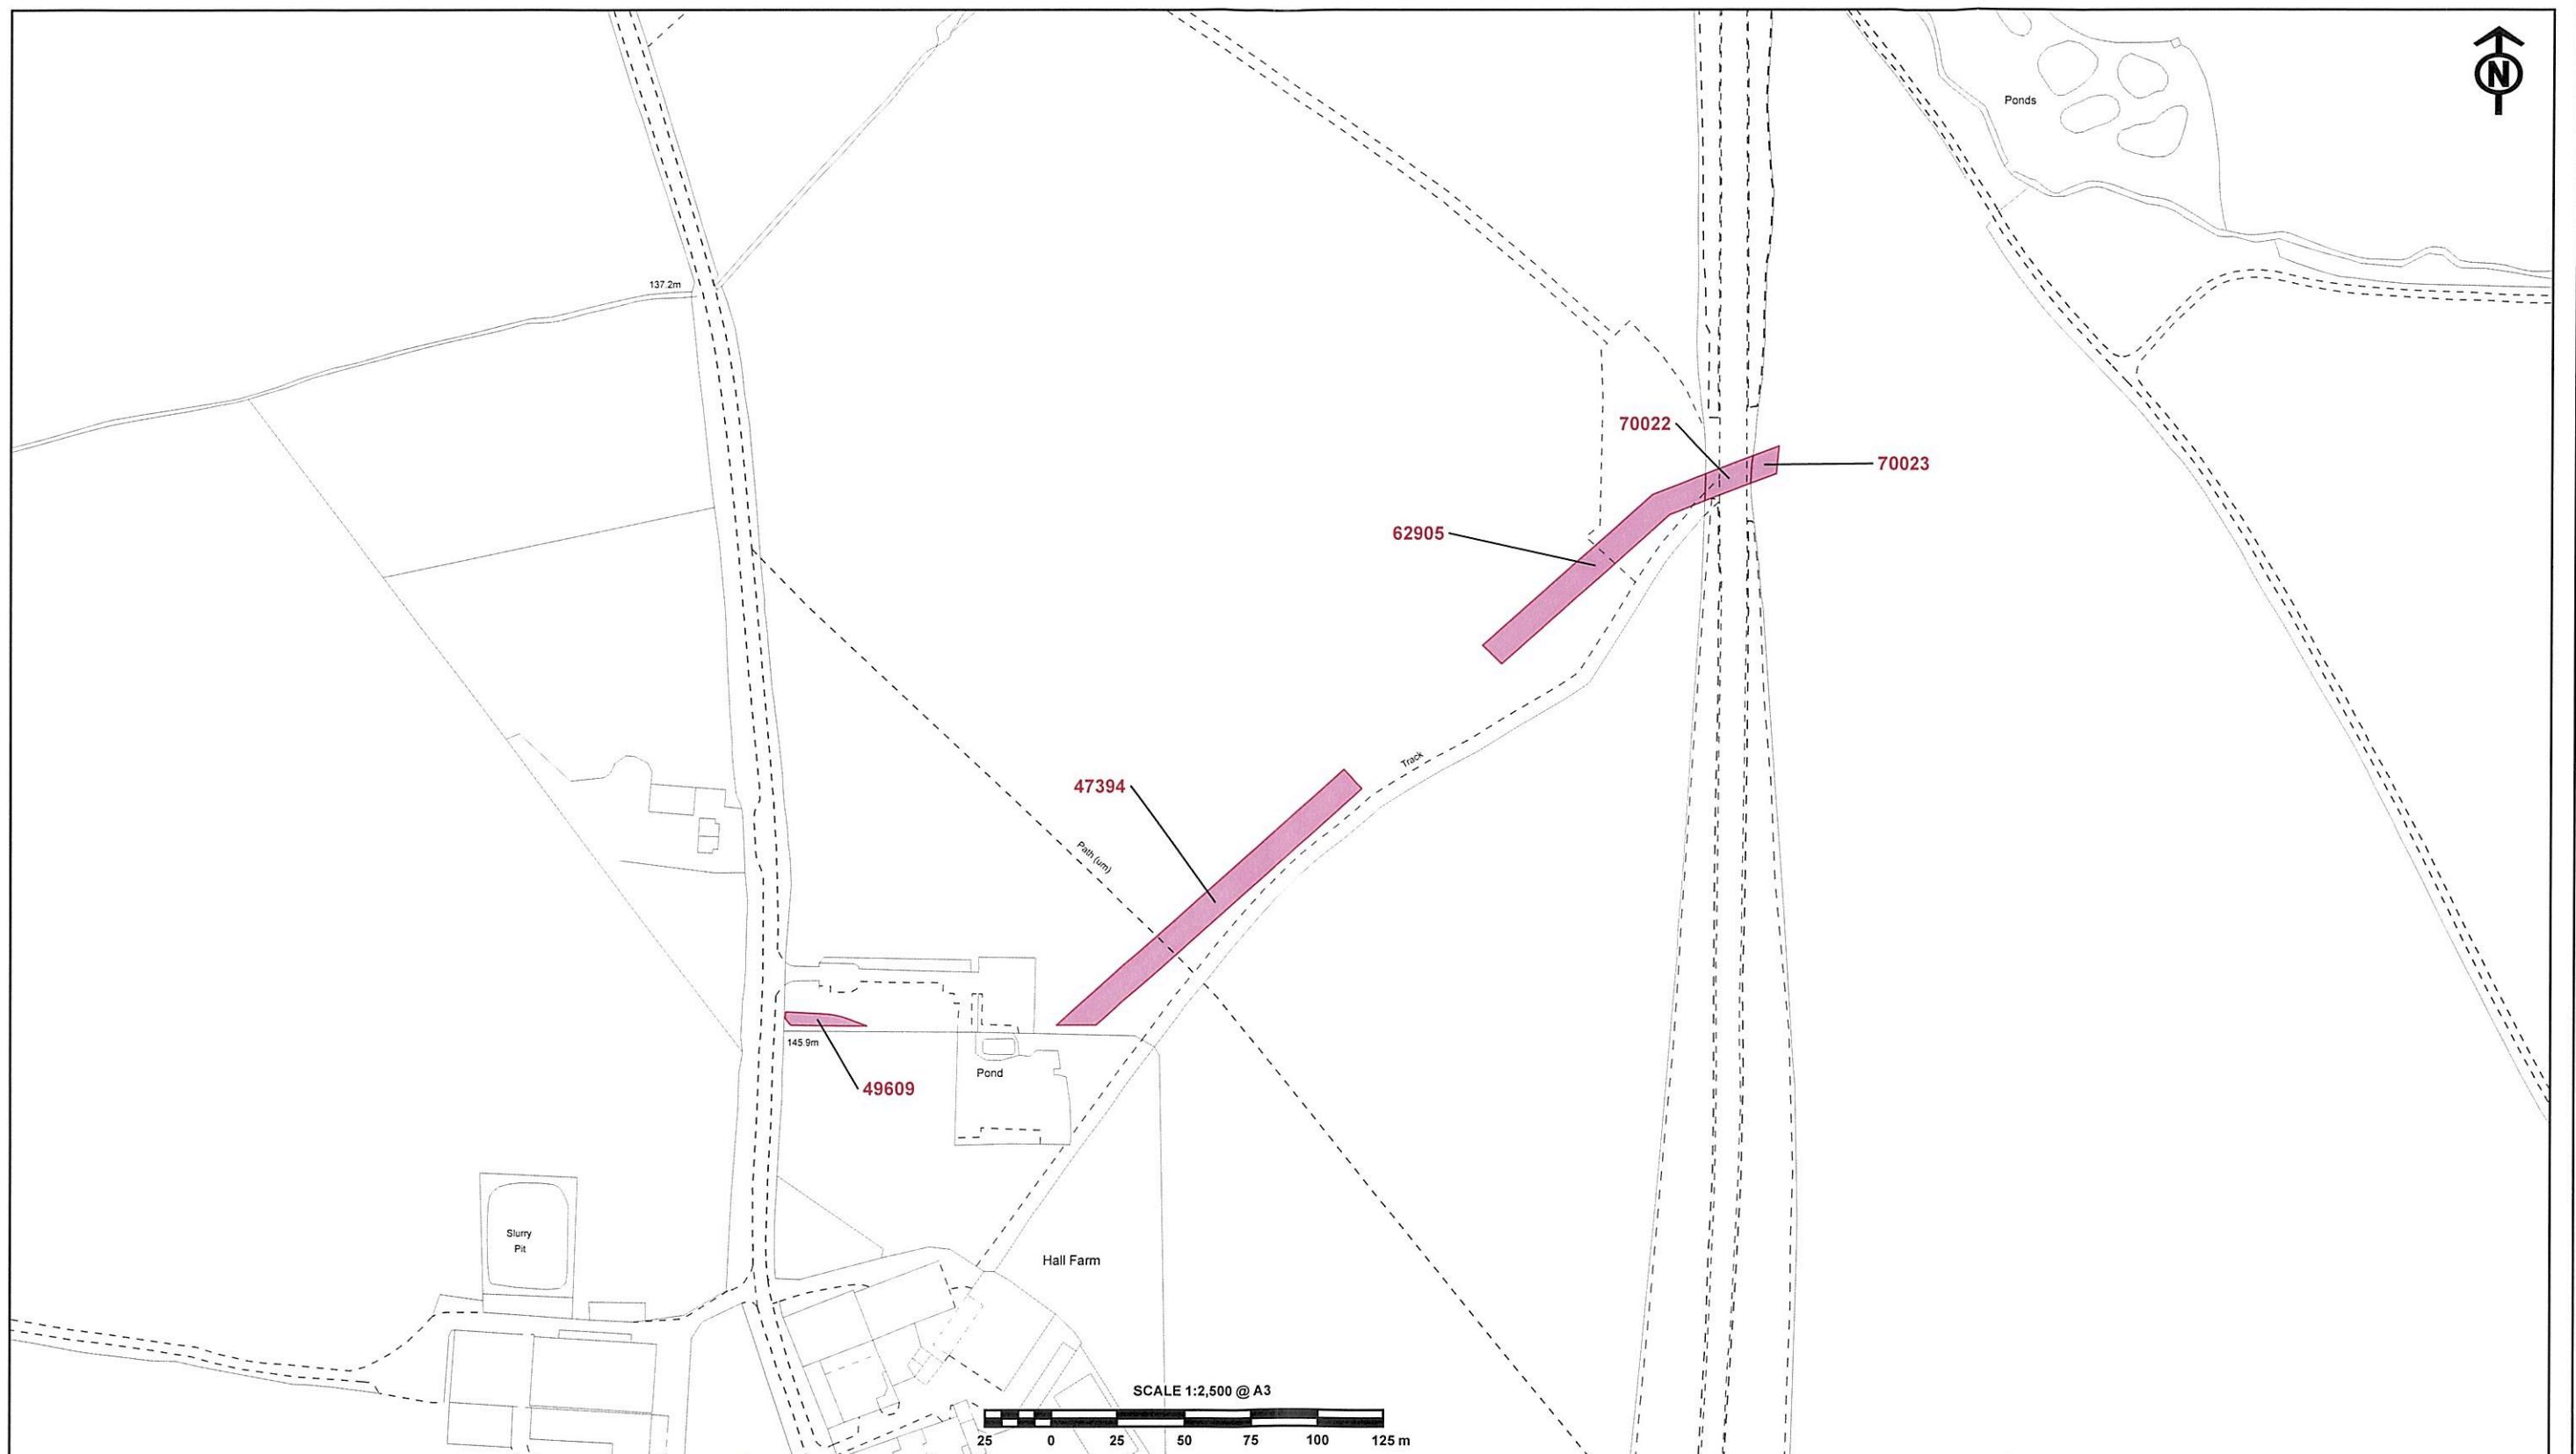 N
Ponds
137.2m
70022
70023
62905
Track
47394
Path (um)
145.9m
Pond
49609
Slurry
Pit
Hall Farm
SCALE 1:2,500 @ A3
25 0 25 50 75 100 125 m